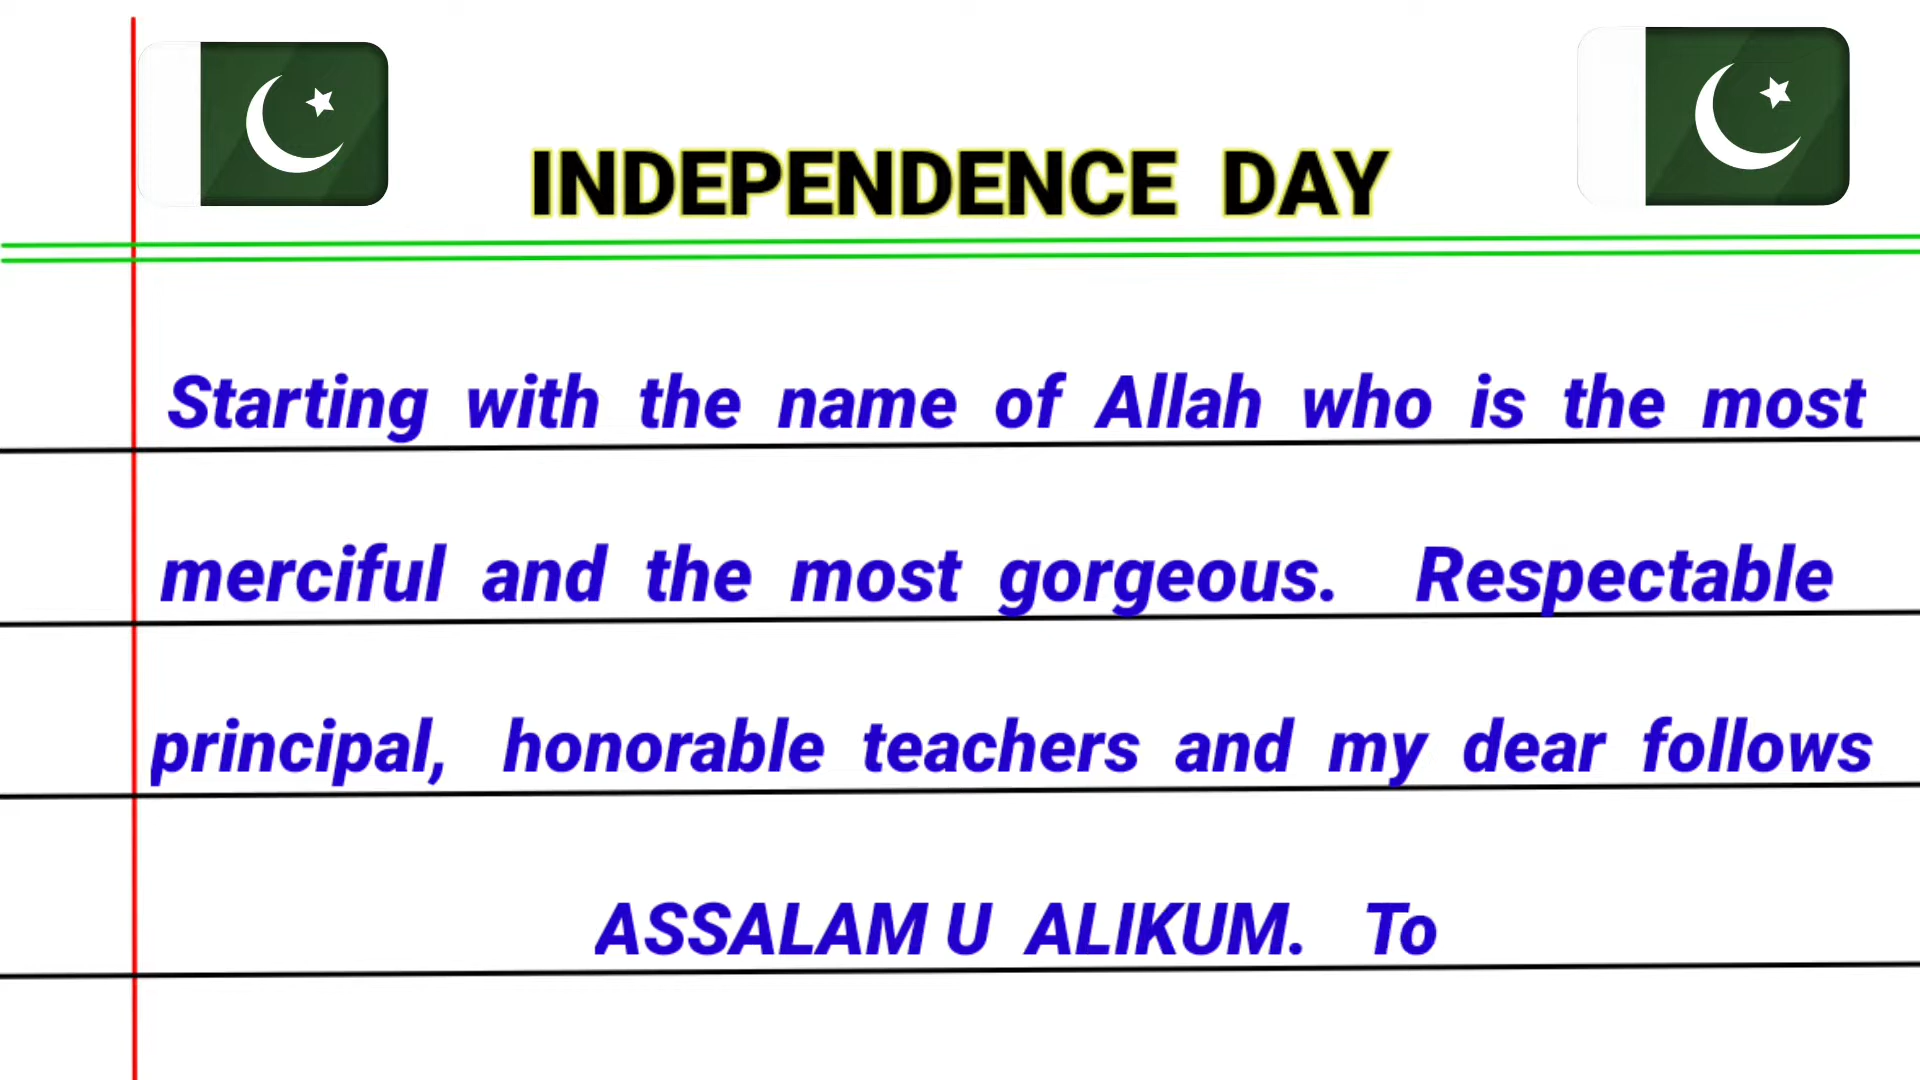 INDEPENDENCE DAY
Starting with the name of Allah who is the most
merciful and the most gorgeous. Respectable
principal, honorable teachers and my dear follows
ASSALAM U ALIKUM. To